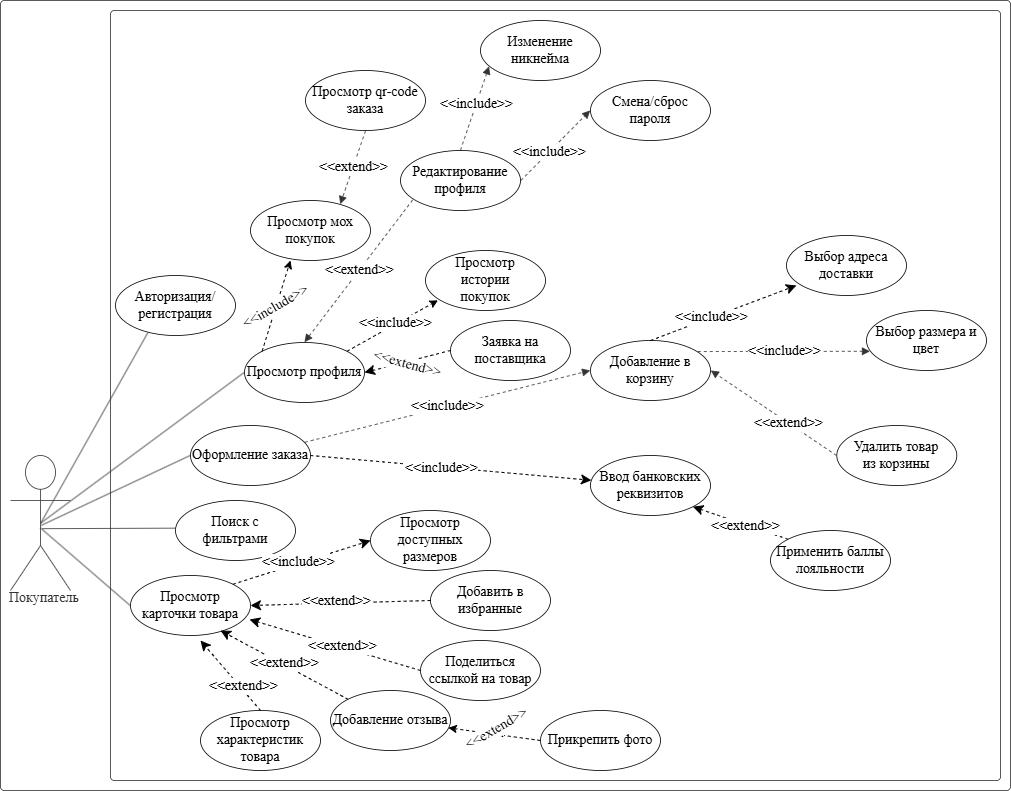 Изменение
никнейма
Просмотр qr-code
заказа
<<include>>
Смена/сброс
пароля
<<include>>
<<extend>>
Редактирование
профиля
Просмотр мох
покупок
<<extend>>
Просмотр
истории
покупок
Выбор адреса
доставки
Авторизация/
регистрация
<<include>>
<<include>>
<<include>>
Выбор размера и
цвет
Заявка на
поставщика
<<extend>>
<<include>>
Просмотр профиля
Добавление в
корзину
<<include>>
<<extend>>
Оформление заказа
Удалить товар
из корзины
<<include>>
Ввод банковских
реквизитов
Поиск с
фильтрами
Просмотр
доступных
размеров
<<extend>>
<<include>>
Применить баллы
лояльности
Покупатель
Просмотр
карточки товара
<<extend>>
Добавить в
избранные
<<extend>>
<<extend>>
Поделиться
ссылкой на товар
<<extend>>
Просмотр
характеристик
товара
Добавление отзыва
<<extend>>
Прикрепить фото